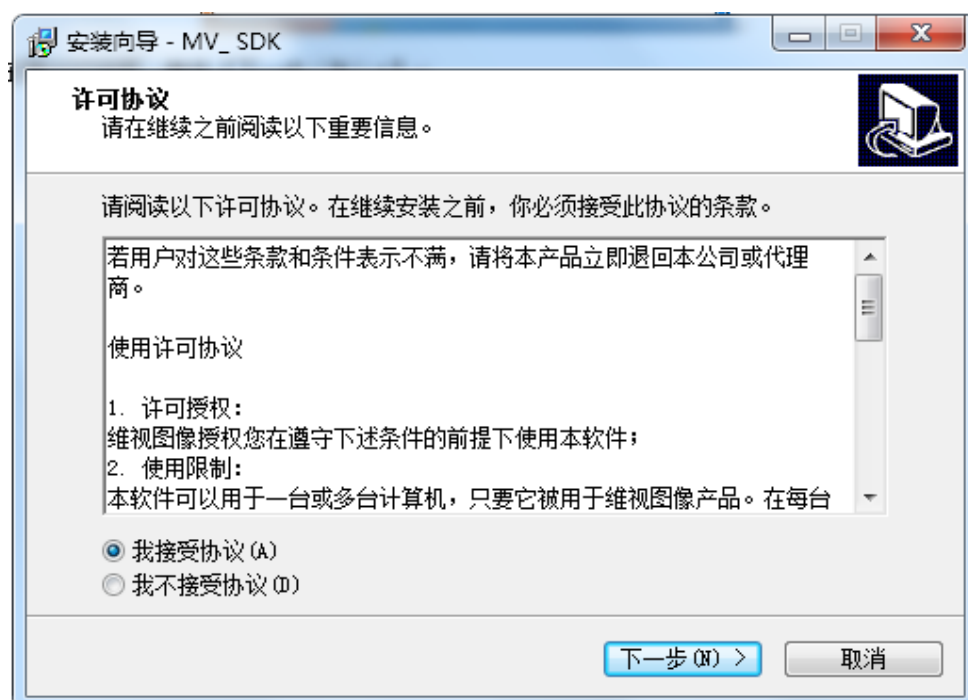 安装向导 - MV_ SDK
许可协议
请在继续之前阅读以下重要信息。
请阅读以下许可协议。在继续安装之前，你必须接受此协议的条款。
若用户对这些条款和条件表示不满，请将本产品立即退回本公司或代理
商。
使用许可协议
1. 许可授权：
维视图像授权您在遵守下述条件的前提下使用本软件；
2. 使用限制：
本软件可以用于一台或多台计算机，只要它被用于维视图像产品。在每台
我接受协议(A)
我不接受协议(D)
下一步(N) >
取消